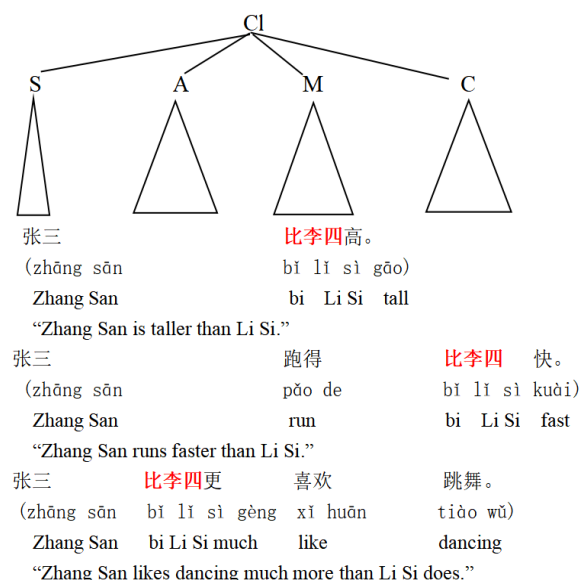 Cl
S A M C
张三 比李四高。
(zhāng sān bǐ lǐ sì gāo)
Zhang San bi Li Si tall
“Zhang San is taller than Li Si.”
张三 跑得 比李四 快。
(zhāng sān pǎo de bǐ lǐ sì kuài)
Zhang San run bi Li Si fast
“Zhang San runs faster than Li Si.”
张三 比李四更 喜欢 跳舞。
(zhāng sān bǐ lǐ sì gèng xǐ huān tiào wǔ)
Zhang San bi Li Si much like dancing
“Zhang San likes dancing much more than Li Si does.”